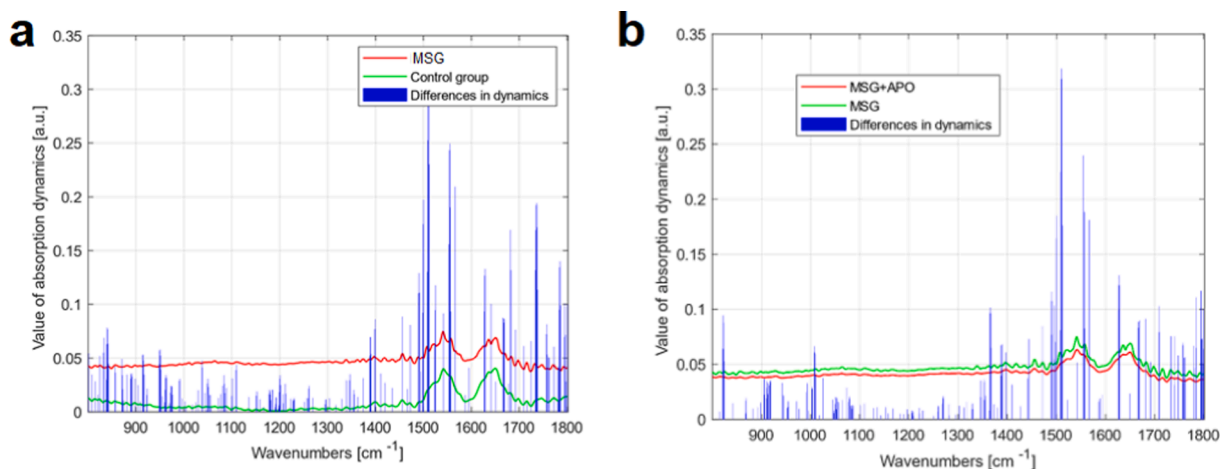 a
0.35
0.3
0.25
0.2
0.15
0.1
0.05
0
Value of absorption dynamics [a.u.]
MSG
Control group
Differences in dynamics
900 1000 1100 1200 1300 1400 1500 1600 1700 1800
Wavenumbers [cm -1]
b
0.35
0.3
0.25
0.2
0.15
0.1
0.05
0
Value of absorption dynamics [a.u.]
MSG+APO
MSG
Differences in dynamics
900 1000 1100 1200 1300 1400 1500 1600 1700 1800
Wavenumbers [cm -1]